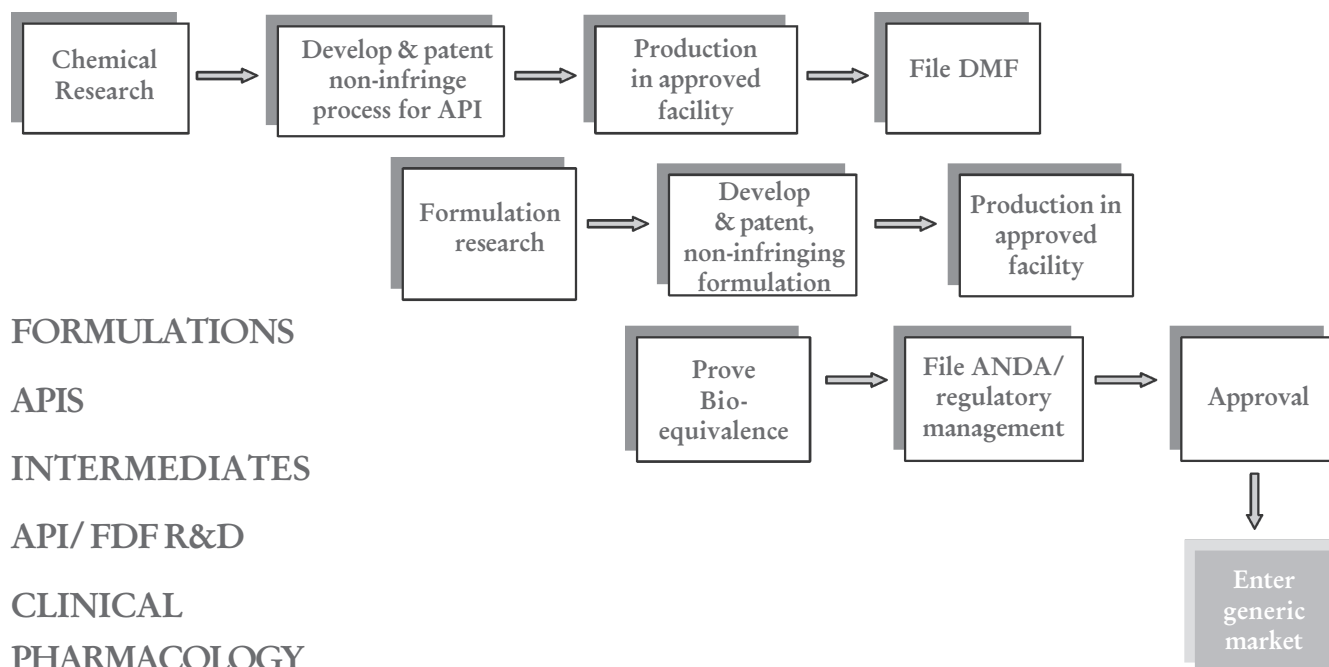 Chemical
Research
Develop & patent
non-infringe
process for API
Production
in approved
facility
File DMF
Formulation
research
Develop
& patent,
non-infringing
formulation
Production in
approved
facility
Prove
Bio-
equivalence
File ANDA/
regulatory
management
Approval
Enter
generic
market
FORMULATIONS
APIS
INTERMEDIATES
API/ FDF R&D
CLINICAL
PHARMACOLOGY